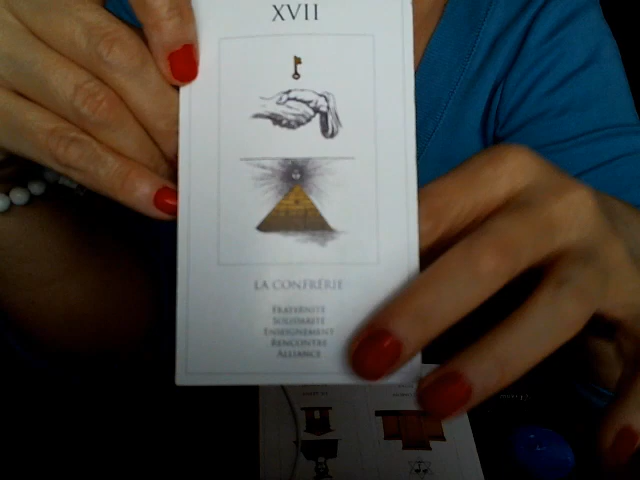 XVII
LA CONFRÉRIE
FRATERNITÉ
SOLIDARITÉ
ENSEIGNEMENT
RENCONTRE
ALLIANCE